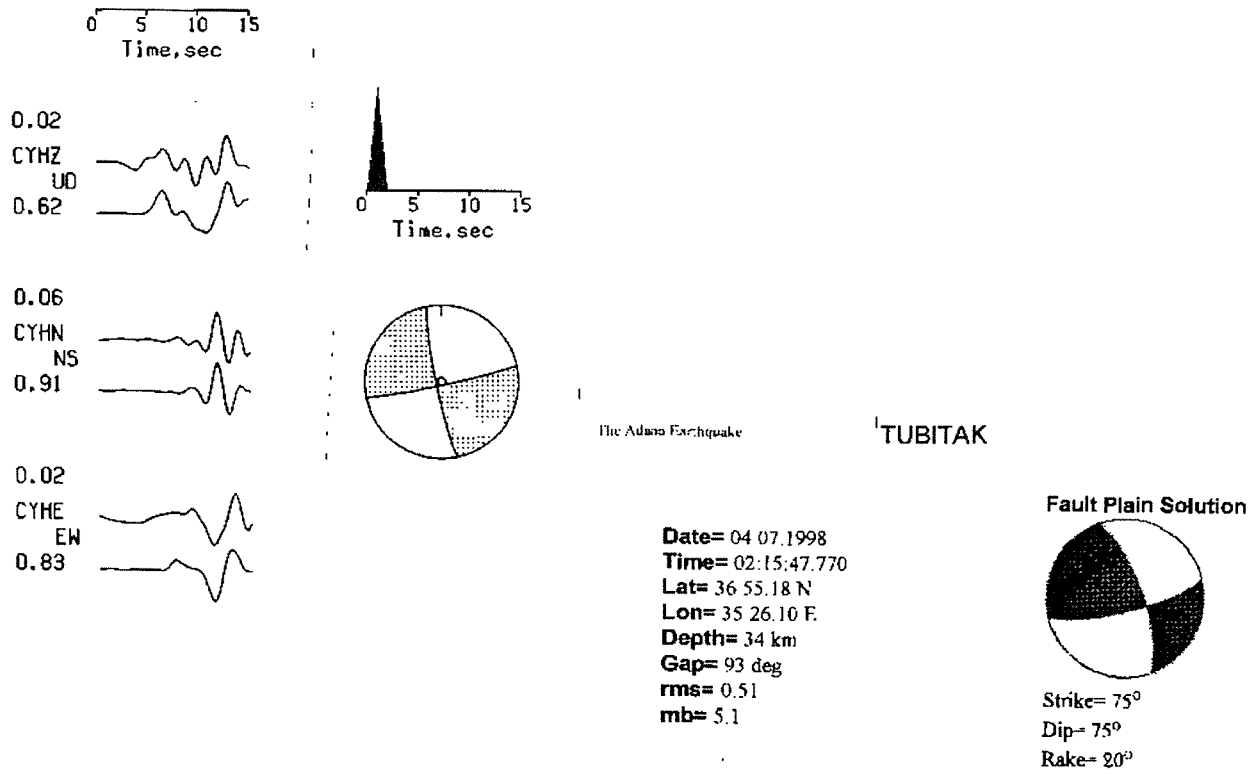 0 5 10 15
Time,sec
0.02
CYHZ
UD
0.62
0 5 10 15
Time,sec
0.06
CYHN
NS
0.91
0.02
CYHE
EW
0.83
The Adana Earthquake
TUBITAK
Date= 04 07.1998
Time= 02:15:47.770
Lat= 36 55.18 N
Lon= 35 26.10 E
Depth= 34 km
Gap= 93 deg
rms= 0.51
mb= 5.1
Fault Plain Solution
Strike= 75⁰
Dip= 75⁰
Rake= 20⁰